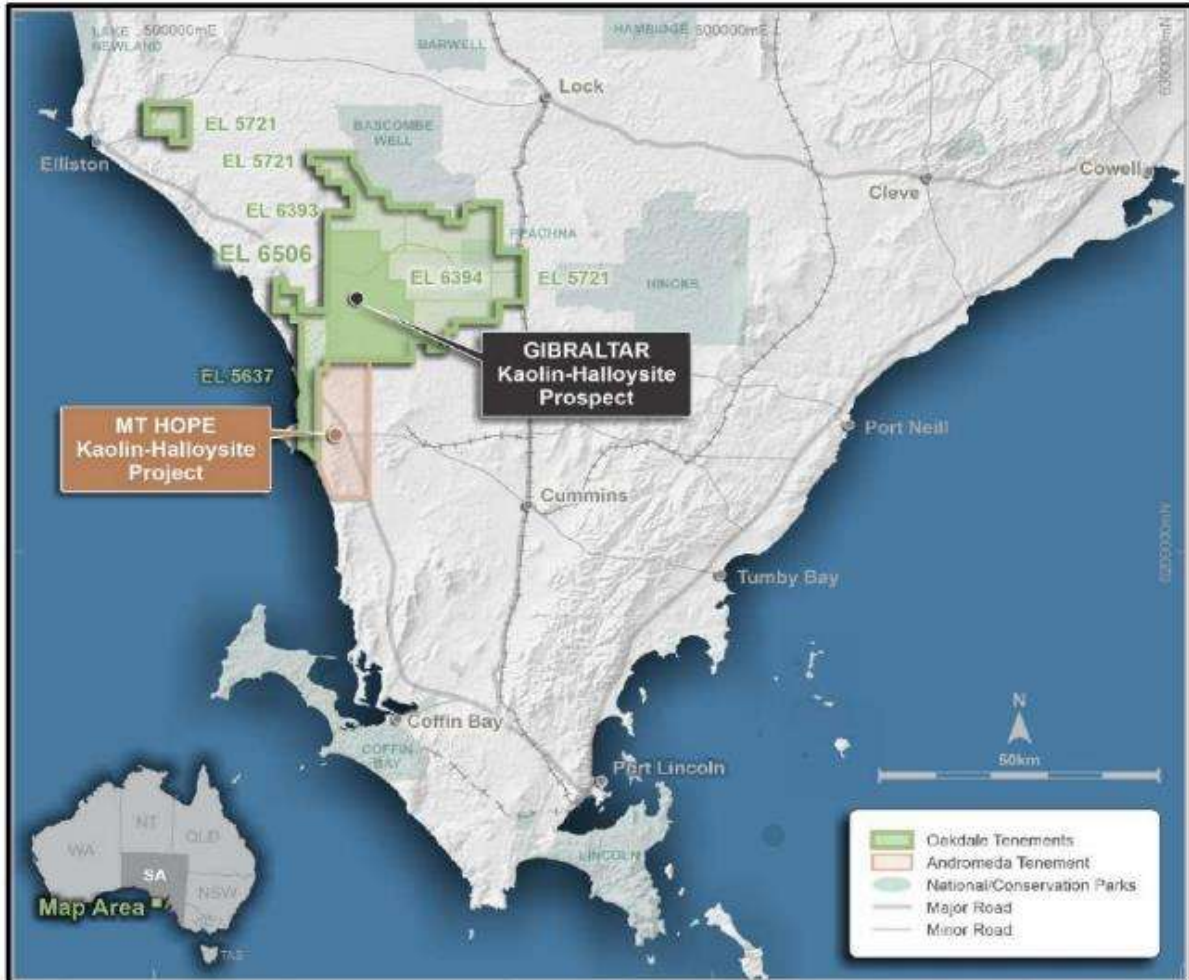 LAKE NEWLAND
500000mE
BARWELL
HAMBIDGE
600000mE
Lock
EL 5721
BASCOMBE
WELL
Elliston
EL 5721
Cleve
Cowell
EL 6393
EL 6506
EL 6394
EL 5721
HINCKS
GIBRALTAR
Kaolin-Halloysite
Prospect
EL 5637
MT HOPE
Kaolin-Halloysite
Project
Port Neill
Cummins
Tumby Bay
Coffin Bay
COFFIN
BAY
Port Lincoln
LINCOLN
N
50km
WA
NT
QLD
SA
NSW
TAS
Map Area
Oakdale Tenements
Andromeda Tenement
National/Conservation Parks
Major Road
Minor Road